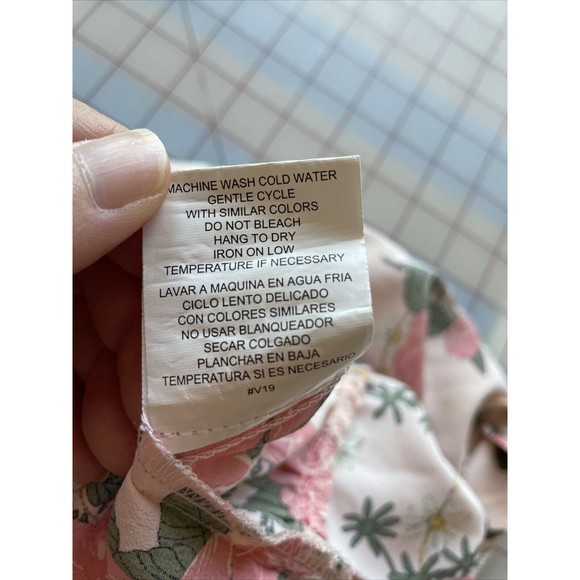 MACHINE WASH COLD WATER
GENTLE CYCLE
WITH SIMILAR COLORS
DO NOT BLEACH
HANG TO DRY
IRON ON LOW
TEMPERATURE IF NECESSARY
LAVAR A MAQUINA EN AGUA FRIA
CICLO LENTO DELICADO
CON COLORES SIMILARES
NO USAR BLANQUEADOR
SECAR COLGADO
PLANCHAR EN BAJA
TEMPERATURA SI ES NECESARIO
#V19